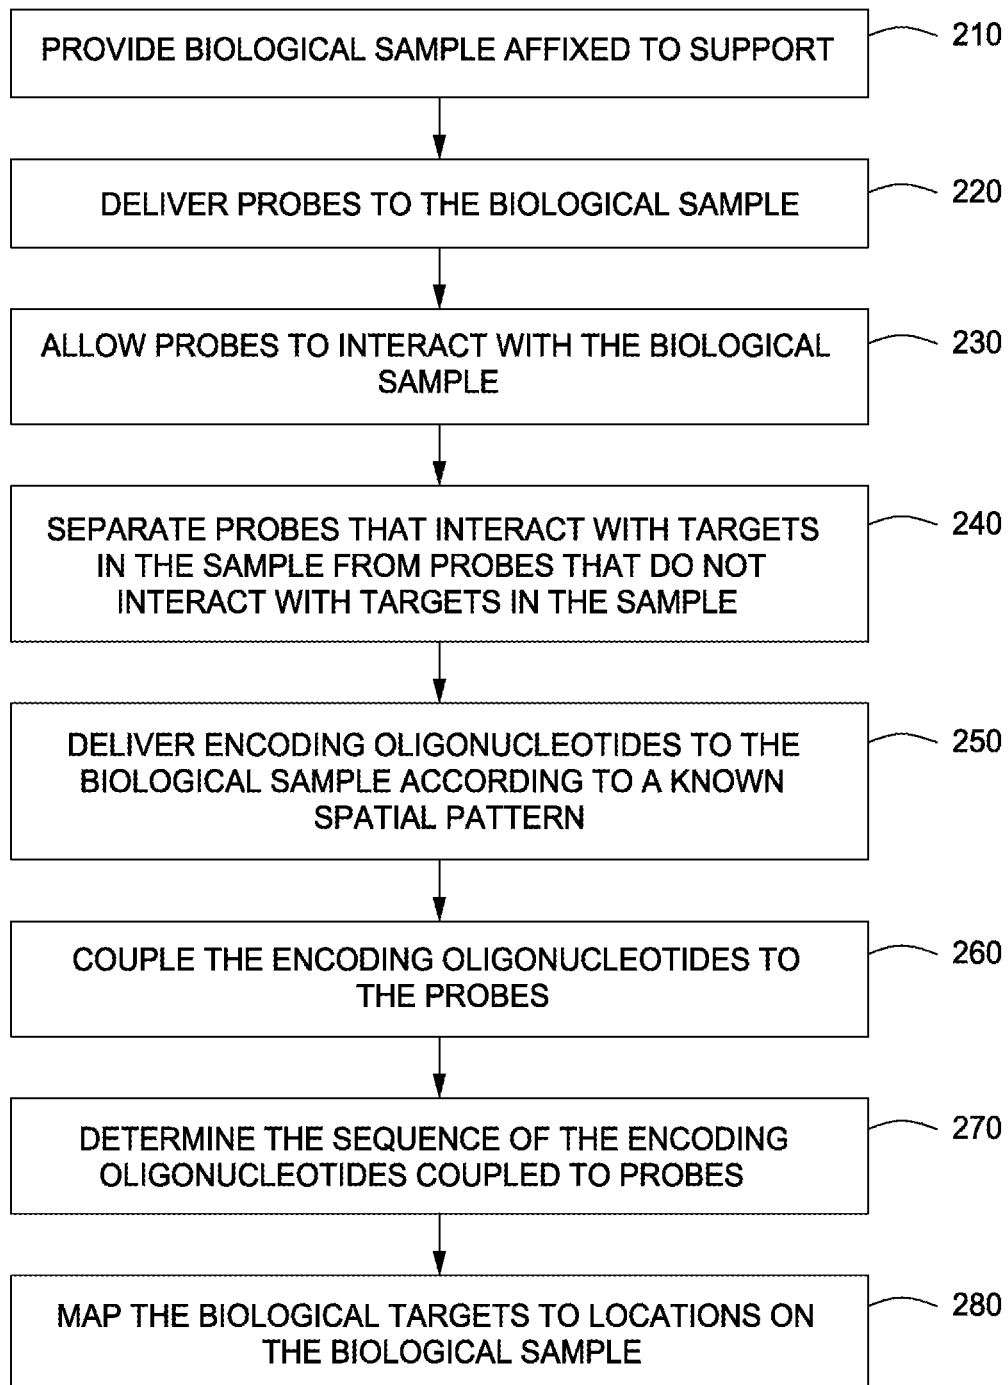 PROVIDE BIOLOGICAL SAMPLE AFFIXED TO SUPPORT
210
DELIVER PROBES TO THE BIOLOGICAL SAMPLE
220
ALLOW PROBES TO INTERACT WITH THE BIOLOGICAL
SAMPLE
230
SEPARATE PROBES THAT INTERACT WITH TARGETS
IN THE SAMPLE FROM PROBES THAT DO NOT
INTERACT WITH TARGETS IN THE SAMPLE
240
DELIVER ENCODING OLIGONUCLEOTIDES TO THE
BIOLOGICAL SAMPLE ACCORDING TO A KNOWN
SPATIAL PATTERN
250
COUPLE THE ENCODING OLIGONUCLEOTIDES TO
THE PROBES
260
DETERMINE THE SEQUENCE OF THE ENCODING
OLIGONUCLEOTIDES COUPLED TO PROBES
270
MAP THE BIOLOGICAL TARGETS TO LOCATIONS ON
THE BIOLOGICAL SAMPLE
280